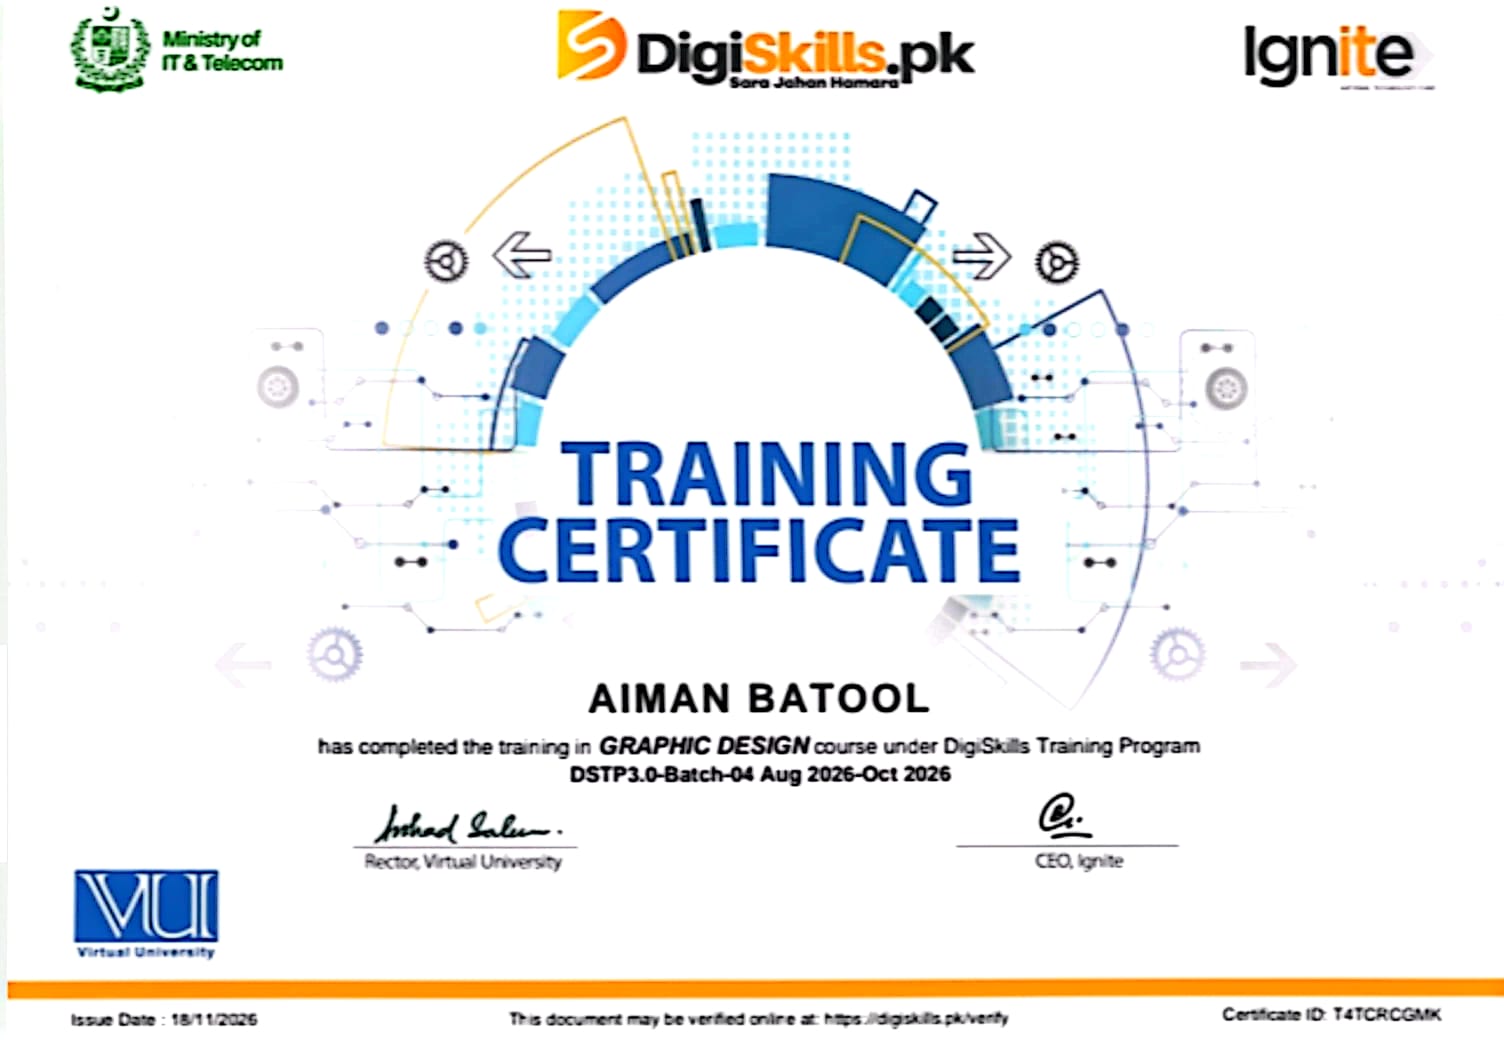 Ministry of
IT & Telecom
DigiSkills.pk
Sara Jahan Hamara
Ignite
TRAINING
CERTIFICATE
AIMAN BATOOL
has completed the training in GRAPHIC DESIGN course under DigiSkills Training Program
DSTP3.0-Batch-04 Aug 2026-Oct 2026
Rector, Virtual University
CEO, Ignite
VU
Virtual University
Issue Date : 18/11/2026
This document may be verified online at: https://digiskills.pk/verify
Certificate ID: T4TCRCGMK